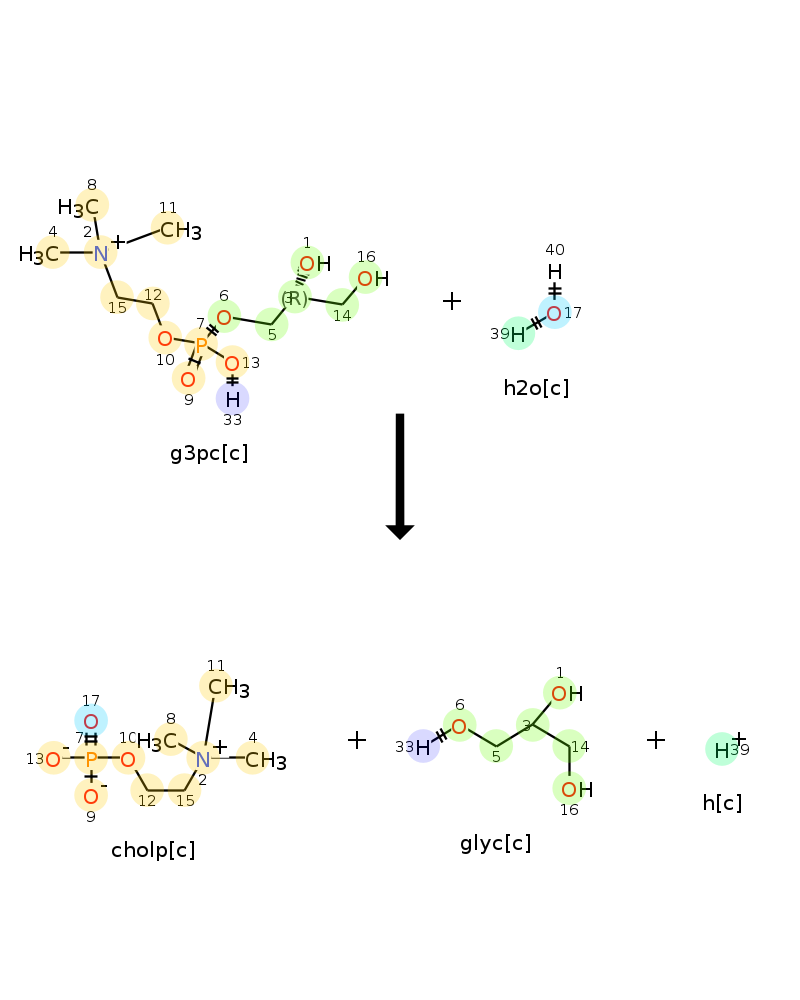 8
H₃C
11
CH₃
4
2
H₃C
N
+
15
12
10
O
7
P
6
O
9
O
13
O
H
33
5
3
(R)
1
OH
16
OH
14
g3pc[c]
+
40
H
39
H
O
17
h2o[c]
11
CH₃
17
O
8
H₃C
7
P
10
O
13
O
-
9
O
-
12
15
2
N
+
4
CH₃
cholp[c]
+
33
H
6
O
5
3
1
OH
14
OH
16
glyc[c]
+
H
+
39
h[c]